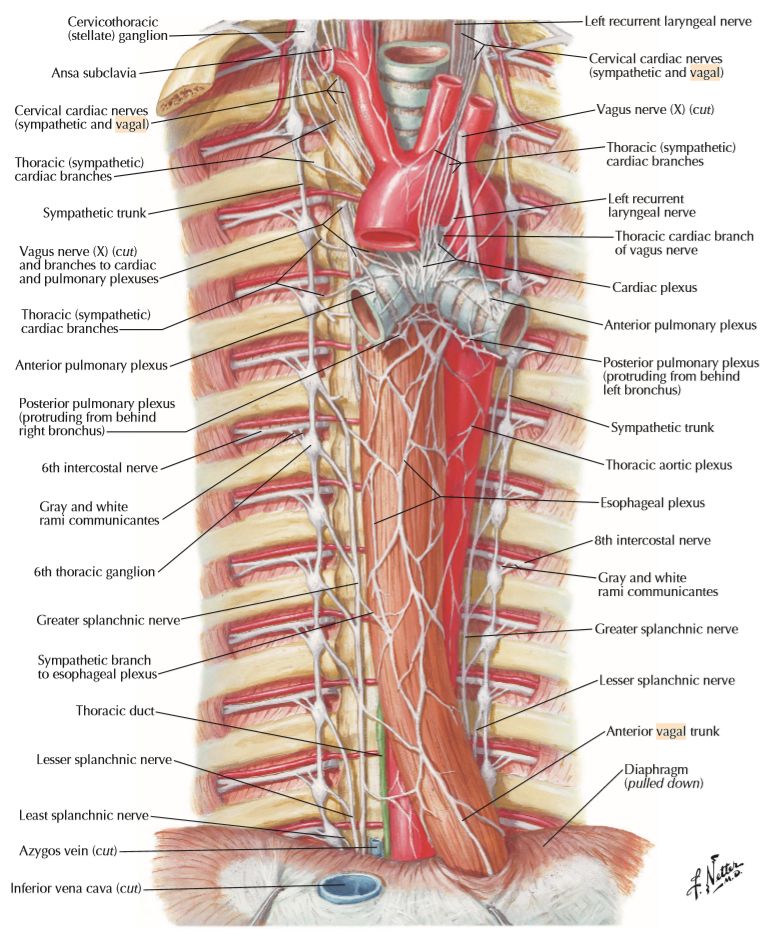 Cervicothoracic
(stellate) ganglion
Ansa subclavia
Cervical cardiac nerves
(sympathetic and vagal)
Thoracic (sympathetic)
cardiac branches
Sympathetic trunk
Vagus nerve (X) (cut)
and branches to cardiac
and pulmonary plexuses
Thoracic (sympathetic)
cardiac branches
Anterior pulmonary plexus
Posterior pulmonary plexus
(protruding from behind
right bronchus)
6th intercostal nerve
Gray and white
rami communicantes
6th thoracic ganglion
Greater splanchnic nerve
Sympathetic branch
to esophageal plexus
Thoracic duct
Lesser splanchnic nerve
Least splanchnic nerve
Azygos vein (cut)
Inferior vena cava (cut)
Left recurrent laryngeal nerve
Cervical cardiac nerves
(sympathetic and vagal)
Vagus nerve (X) (cut)
Thoracic (sympathetic)
cardiac branches
Left recurrent
laryngeal nerve
Thoracic cardiac branch
of vagus nerve
Cardiac plexus
Anterior pulmonary plexus
Posterior pulmonary plexus
(protruding from behind
left bronchus)
Sympathetic trunk
Thoracic aortic plexus
Esophageal plexus
8th intercostal nerve
Gray and white
rami communicantes
Greater splanchnic nerve
Lesser splanchnic nerve
Anterior vagal trunk
Diaphragm
(pulled down)
F. Netter
M.D.